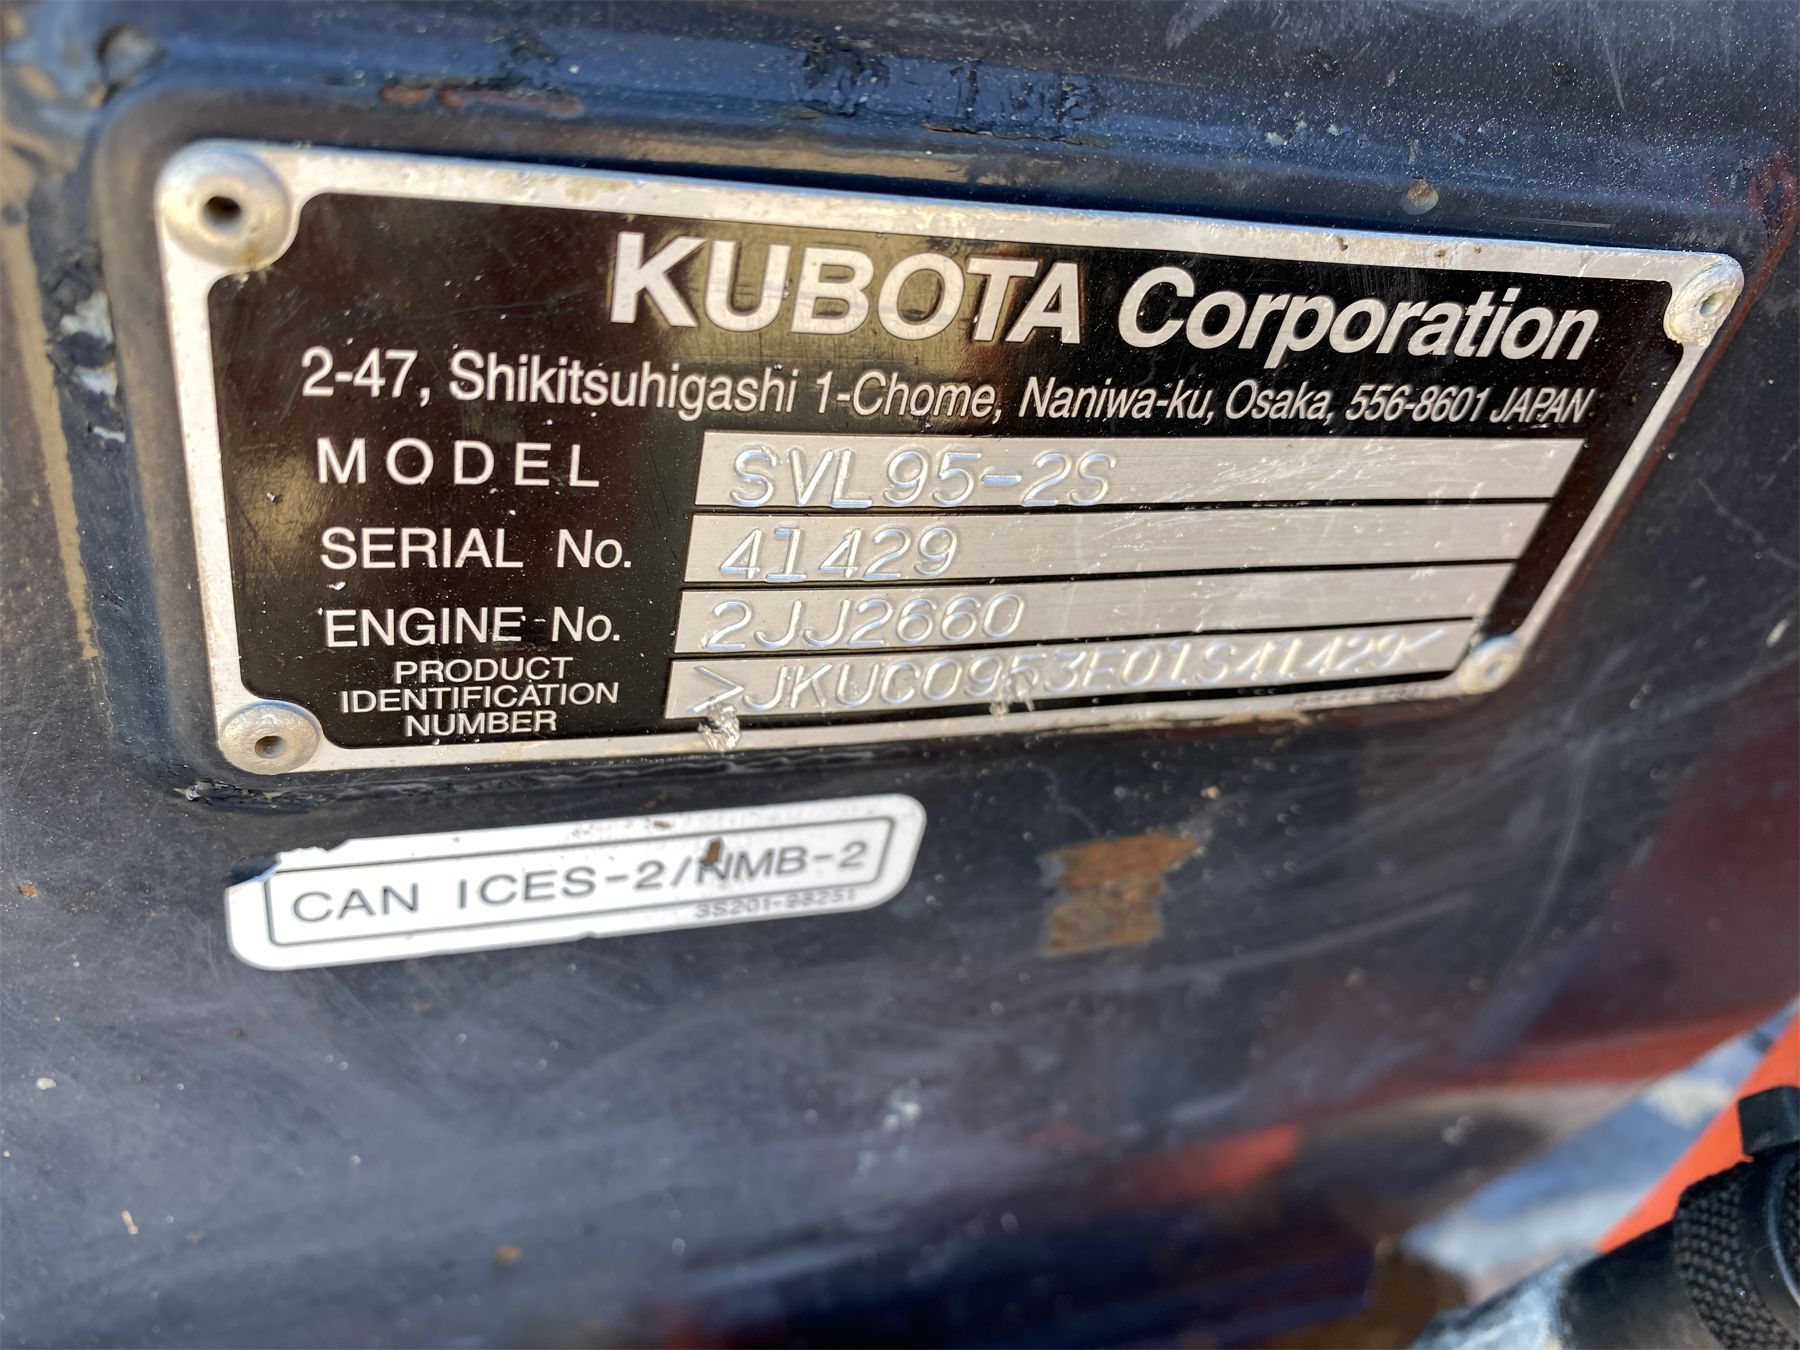 KUBOTA Corporation
2-47, Shikitsuhigashi 1-Chome, Naniwa-ku, Osaka, 556-8601 JAPAN
MODEL SVL95-2S
SERIAL No. 41429
ENGINE No. 2JJ2660
PRODUCT IDENTIFICATION NUMBER >JKUC0953E01S41429<
CAN ICES-2/NMB-2
3S201-98251